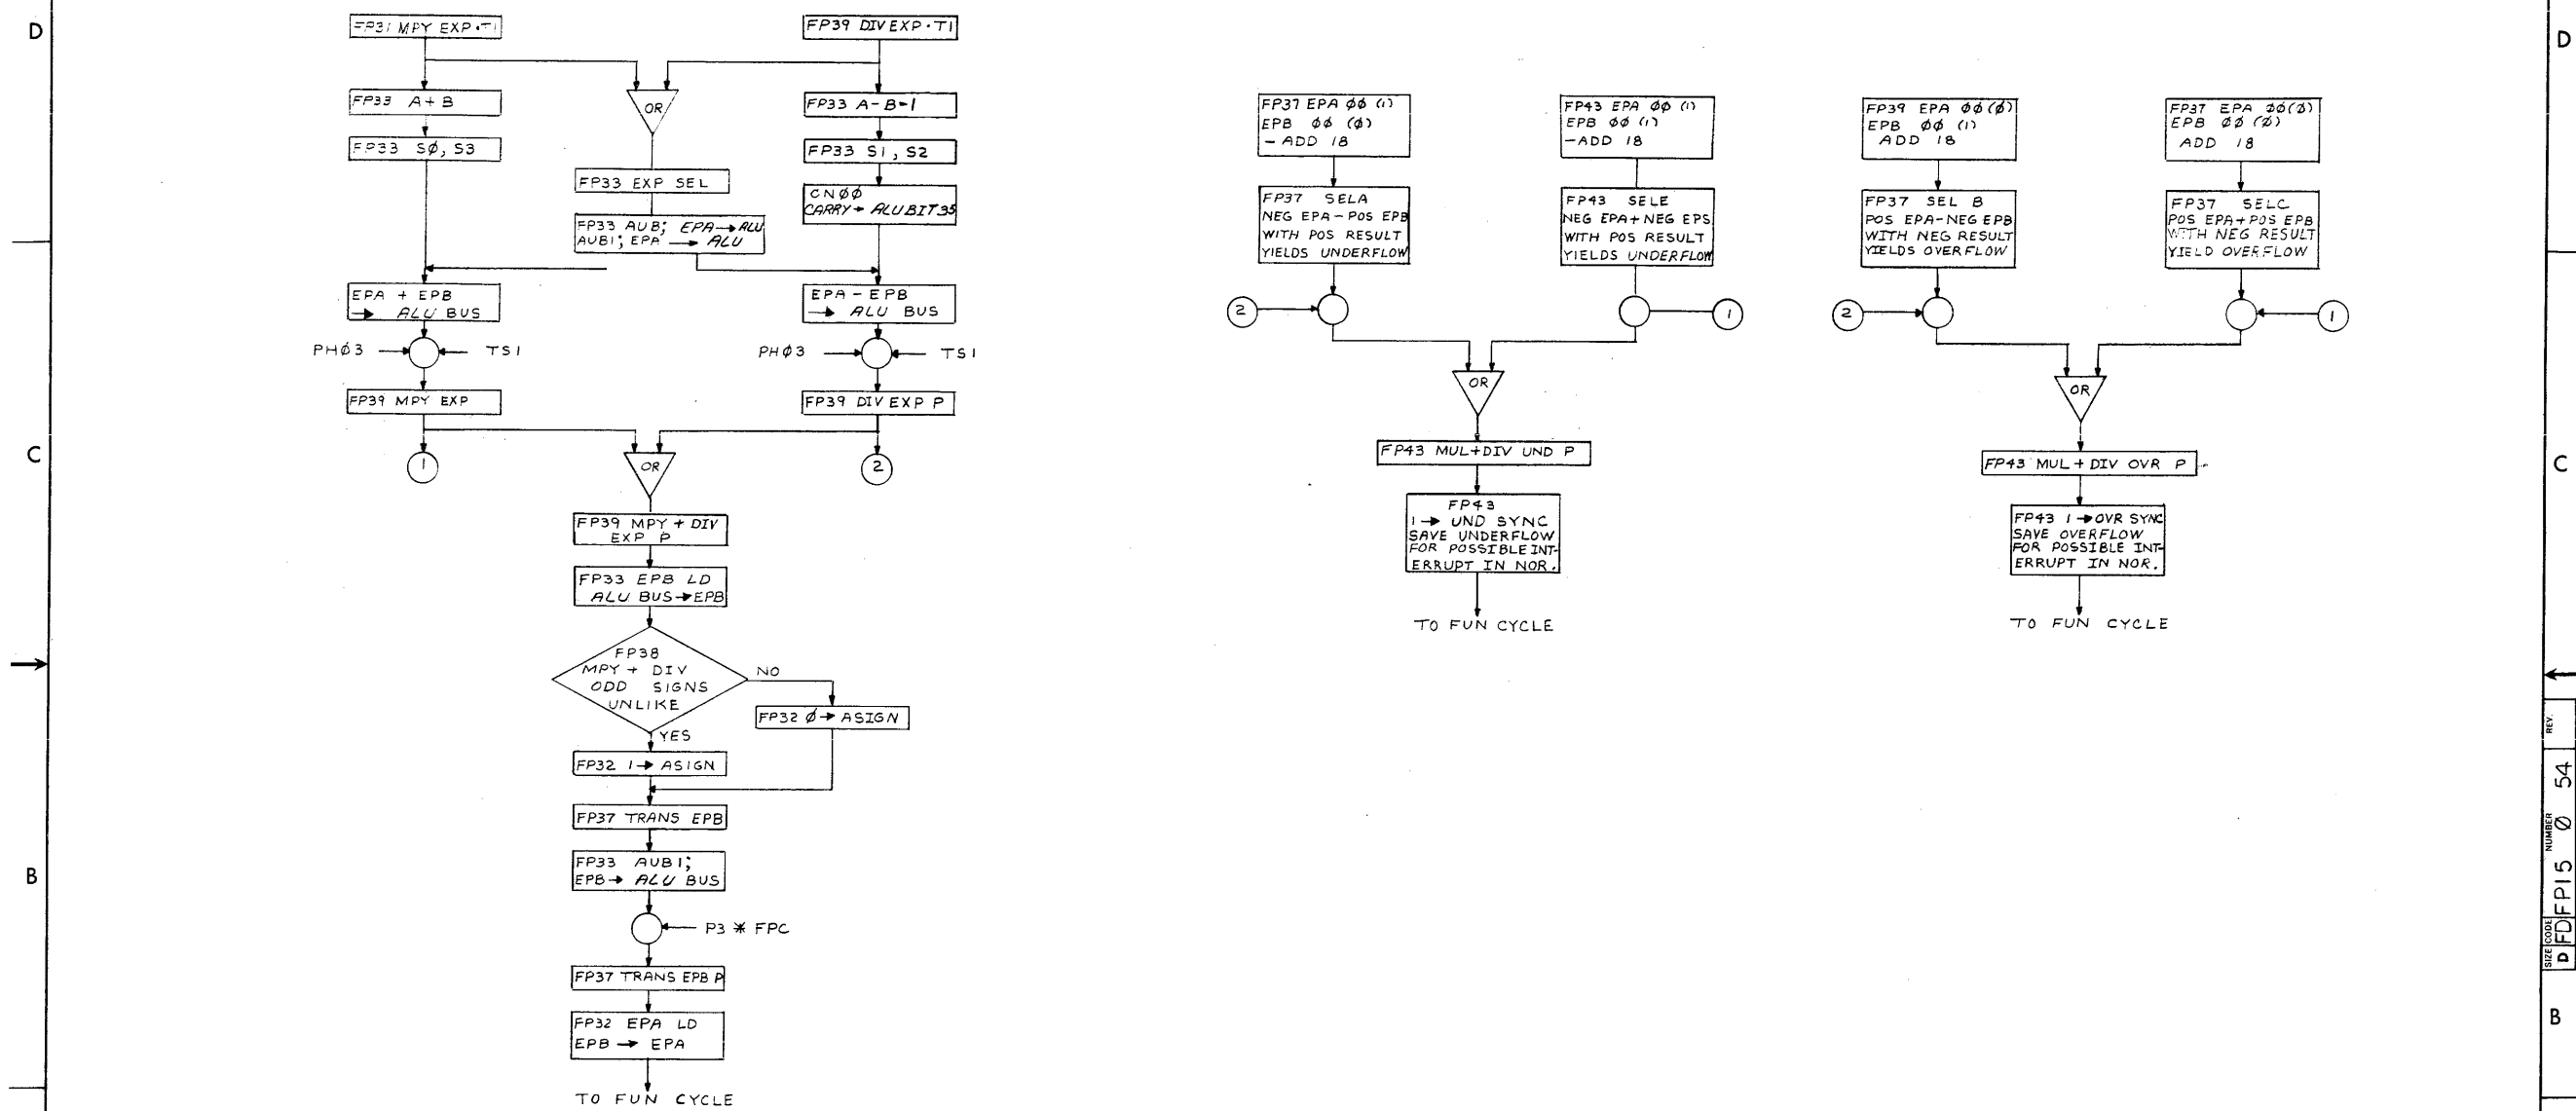 D
FP31 MPY EXP·T1
FP39 DIV EXP·T1
FP33 A+B
OR
FP33 A-B-1
FP33 SØ, S3
FP33 S1, S2
FP33 EXP SEL
CNØØ
CARRY→ALUBIT35
FP33 AUB; EPA→ALU
AUB1; EPA → ALU
EPA + EPB
→ ALU BUS
EPA - EPB
→ ALU BUS
PHØ3
TS1
PHØ3
TS1
FP39 MPY EXP
FP39 DIV EXP P
C
1
OR
2
FP39 MPY + DIV
EXP P
FP33 EPB LD
ALU BUS→EPB
FP38
MPY + DIV
ODD SIGNS
UNLIKE
NO
FP32 Ø→ASIGN
YES
FP32 1→ASIGN
FP37 TRANS EPB
B
FP33 AUB1;
EPB→ ALU BUS
P3 * FPC
FP37 TRANS EPB P
FP32 EPA LD
EPB → EPA
TO FUN CYCLE
FP37 EPA ØØ (1)
EPB ØØ (Ø)
-ADD 18
FP37 SELA
NEG EPA-POS EPB
WITH POS RESULT
YIELDS UNDERFLOW
2
FP43 EPA ØØ (1)
EPB ØØ (1)
-ADD 18
FP43 SELE
NEG EPA+NEG EPS
WITH POS RESULT
YIELDS UNDERFLOW
1
OR
FP43 MUL+DIV UND P
FP43
1→ UND SYNC
SAVE UNDERFLOW
FOR POSSIBLE INT-
ERRUPT IN NOR.
TO FUN CYCLE
FP39 EPA ØØ(Ø)
EPB ØØ (1)
ADD 18
FP37 SEL B
POS EPA-NEG EPB
WITH NEG RESULT
YIELDS OVERFLOW
2
FP37 EPA ØØ(Ø)
EPB ØØ(Ø)
ADD 18
FP37 SELC
POS EPA+POS EPB
WITH NEG RESULT
YIELD OVERFLOW
1
OR
FP43 MUL+DIV OVR P
FP43 1→OVR SYNC
SAVE OVERFLOW
FOR POSSIBLE INT-
ERRUPT IN NOR.
TO FUN CYCLE
D
C
REV.
NUMBER
SIZE CODE
D FD FP15 Ø 54
B